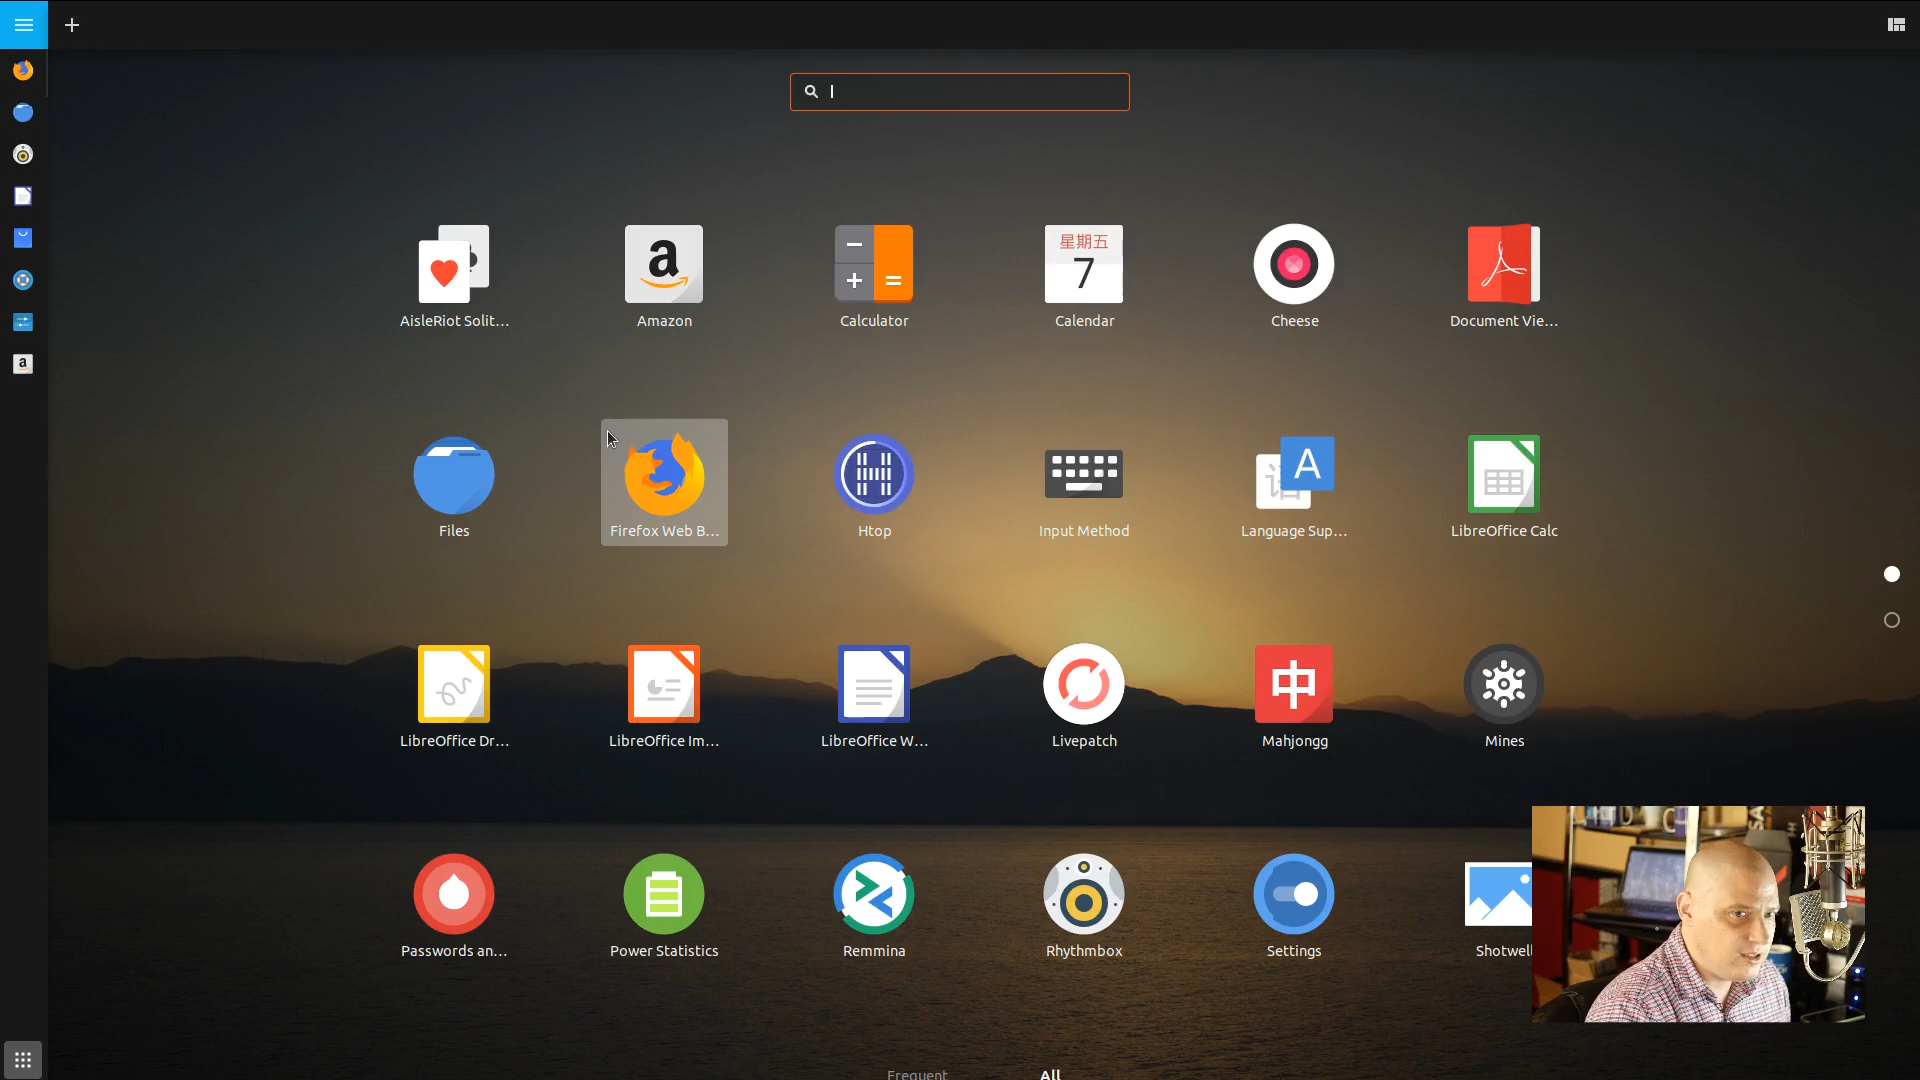 星期五
7
AisleRiot Solit...
Amazon
Calculator
Calendar
Cheese
Document Vie...
A
Files
Firefox Web B...
Htop
Input Method
Language Sup...
LibreOffice Calc
中
LibreOffice Dr...
LibreOffice Im...
LibreOffice W...
Livepatch
Mahjongg
Mines
Passwords an...
Power Statistics
Remmina
Rhythmbox
Settings
Shotwell
Frequent
All